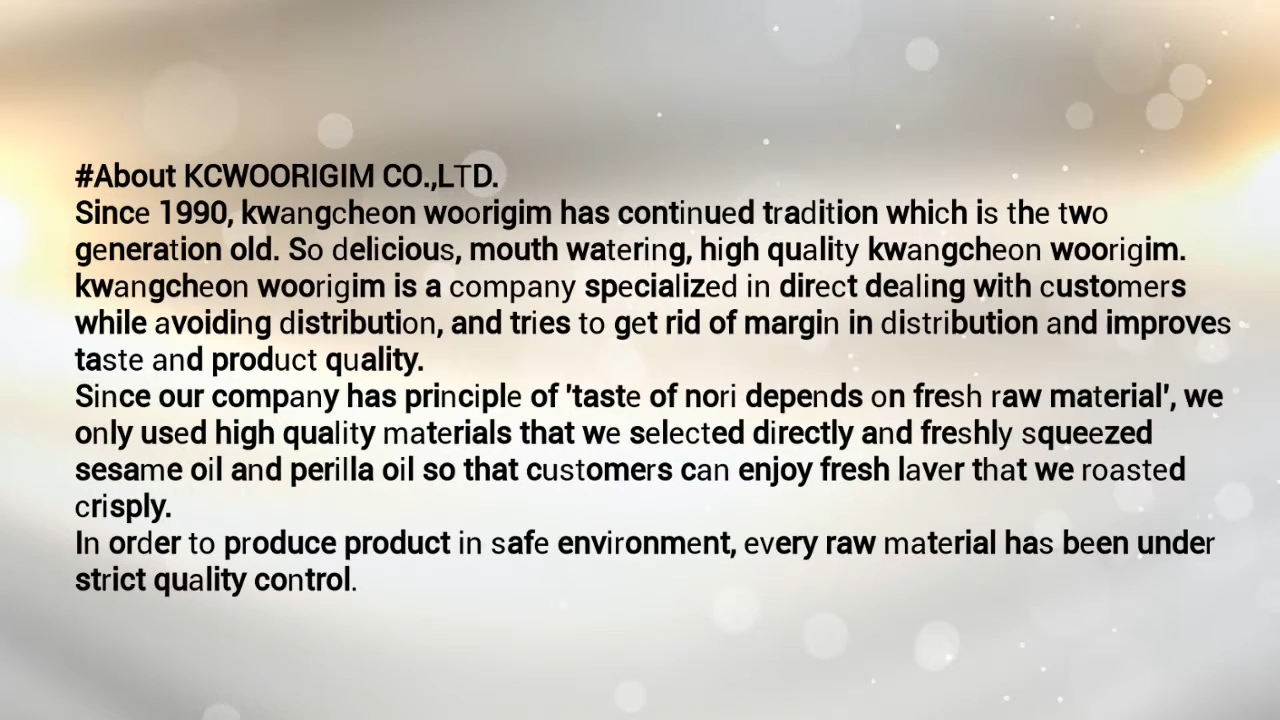 #About KCWOORIGIM CO.,LTD.
Since 1990, kwangcheon woorigim has continued tradition which is the two
generation old. So delicious, mouth watering, high quality kwangcheon woorigim.
kwangcheon woorigim is a company specialized in direct dealing with customers
while avoiding distribution, and tries to get rid of margin in distribution and improves
taste and product quality.
Since our company has principle of 'taste of nori depends on fresh raw material', we
only used high quality materials that we selected directly and freshly squeezed
sesame oil and perilla oil so that customers can enjoy fresh laver that we roasted
crisply.
In order to produce product in safe environment, every raw material has been under
strict quality control.